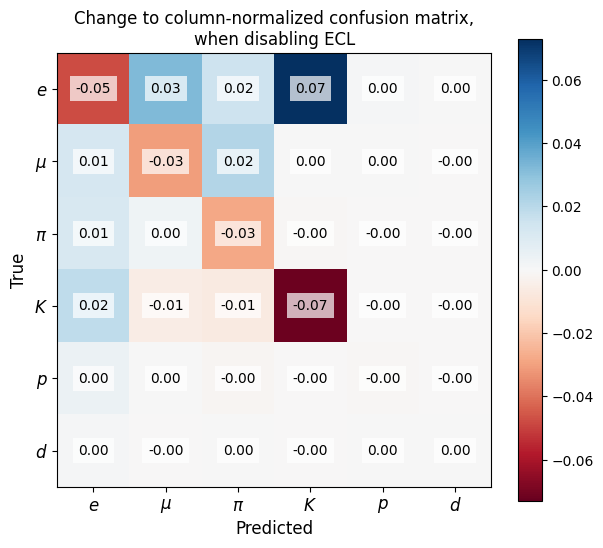 Change to column-normalized confusion matrix,
when disabling ECL
e -0.05 0.03 0.02 0.07 0.00 0.00
μ 0.01 -0.03 0.02 0.00 0.00 -0.00
π 0.01 0.00 -0.03 -0.00 -0.00 -0.00
K 0.02 -0.01 -0.01 -0.07 -0.00 -0.00
p 0.00 0.00 -0.00 -0.00 -0.00 -0.00
d 0.00 -0.00 0.00 -0.00 0.00 0.00
e μ π K p d
Predicted
True
0.06
0.04
0.02
0.00
−0.02
−0.04
−0.06